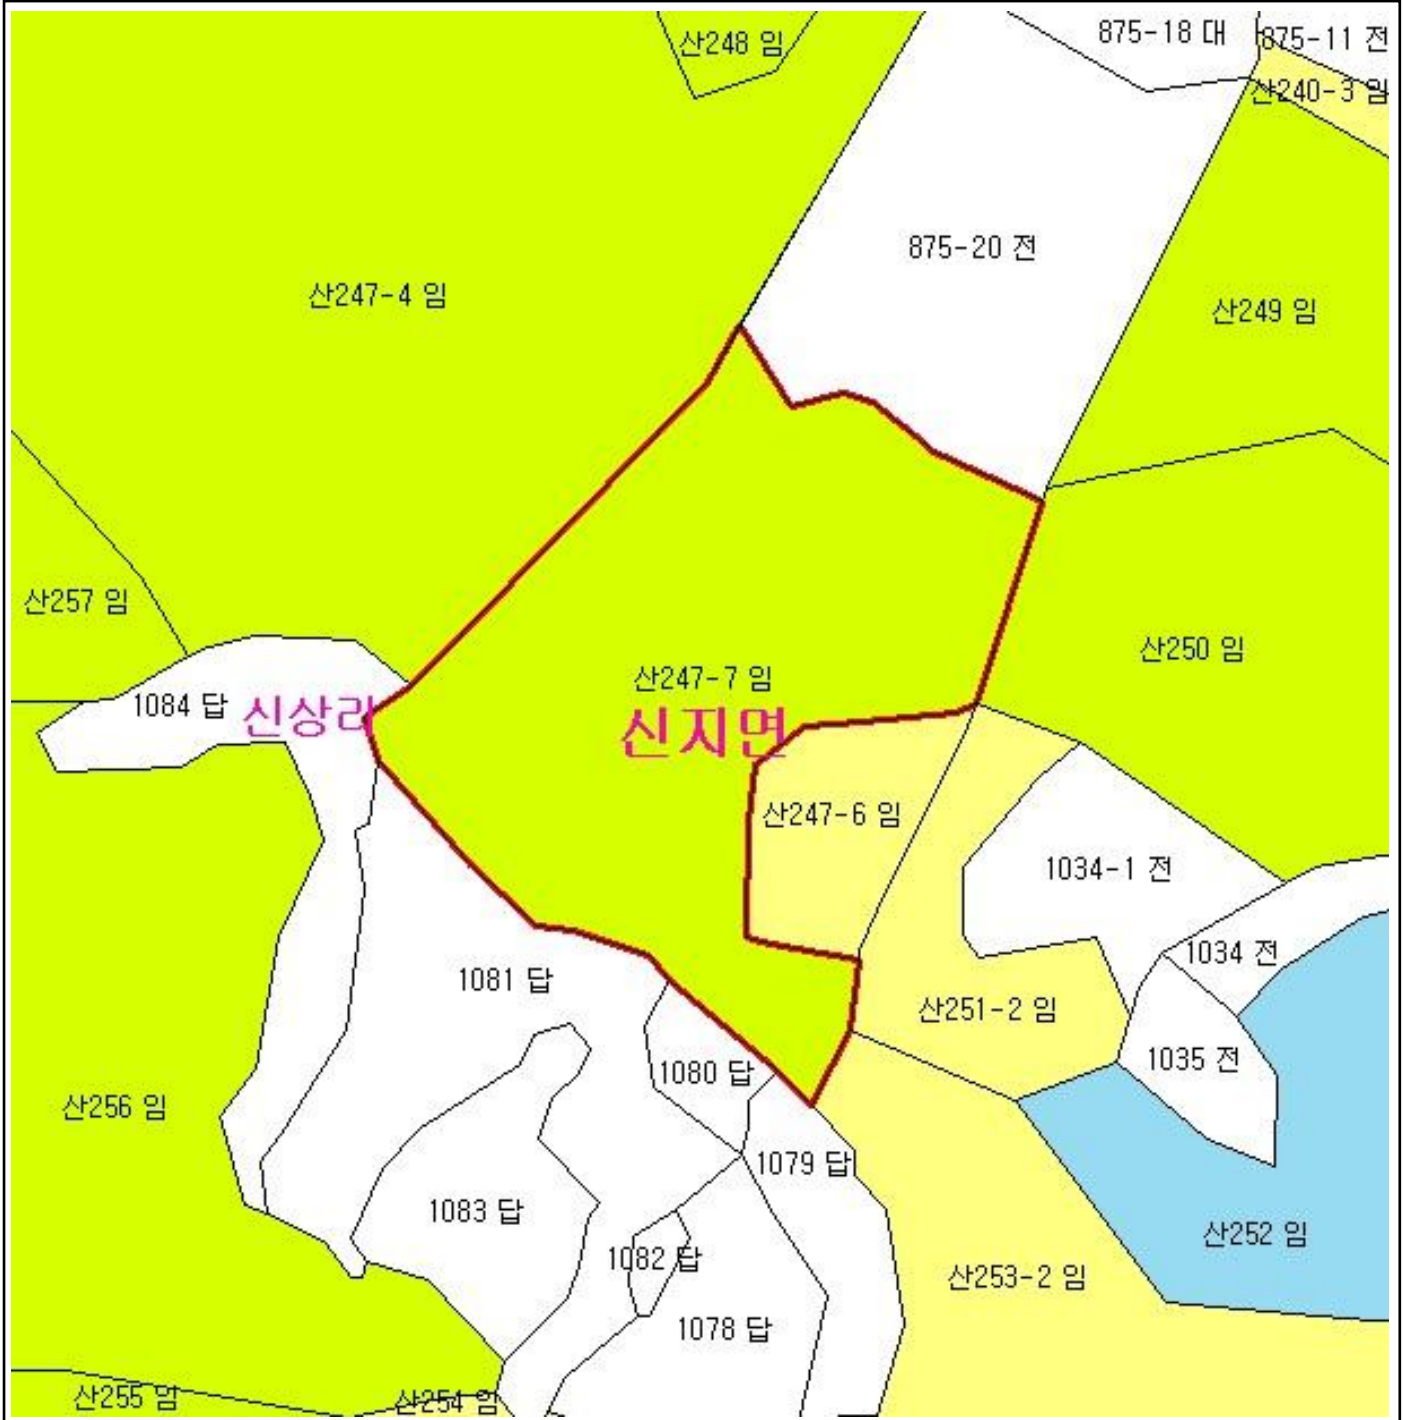 산248 임
875-18 대
875-11 전
산240-3 임
875-20 전
산247-4 임
산249 임
산257 임
산250 임
산247-7 임
1084 답
신상리
신지면
산247-6 임
1034-1 전
1034 전
1081 답
산251-2 임
1035 전
1080 답
산256 임
1079 답
1083 답
산252 임
1082 답
산253-2 임
1078 답
산255 임
산254 임